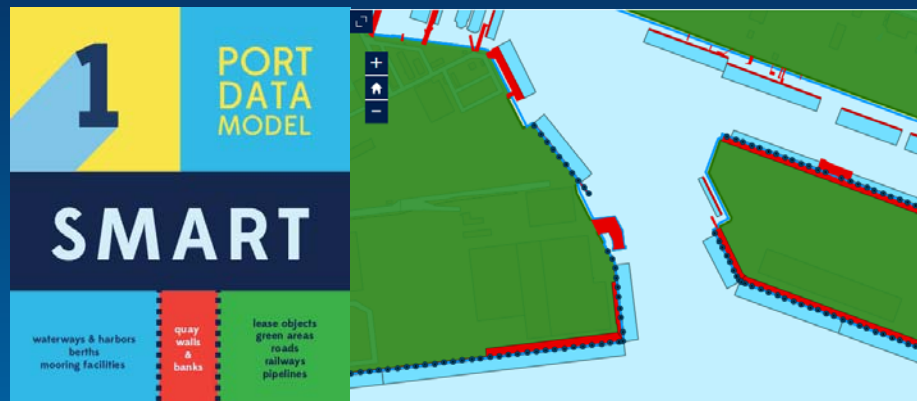 1
PORT
DATA
MODEL
SMART
waterways & harbors
berths
mooring facilities
quay
walls
&
banks
lease objects
green areas
roads
railways
pipelines
+
−